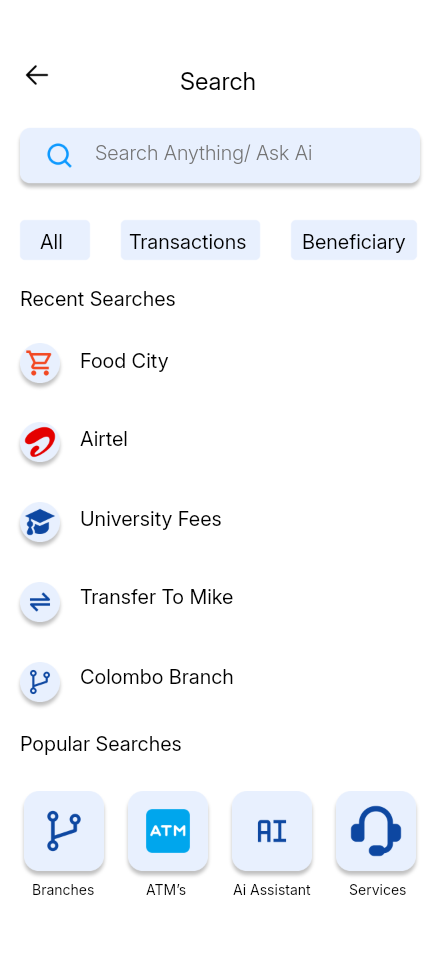 Search
Search Anything/ Ask Ai
All Transactions Beneficiary
Recent Searches
Food City
Airtel
University Fees
Transfer To Mike
Colombo Branch
Popular Searches
ATM AI
Branches ATM's Ai Assistant Services